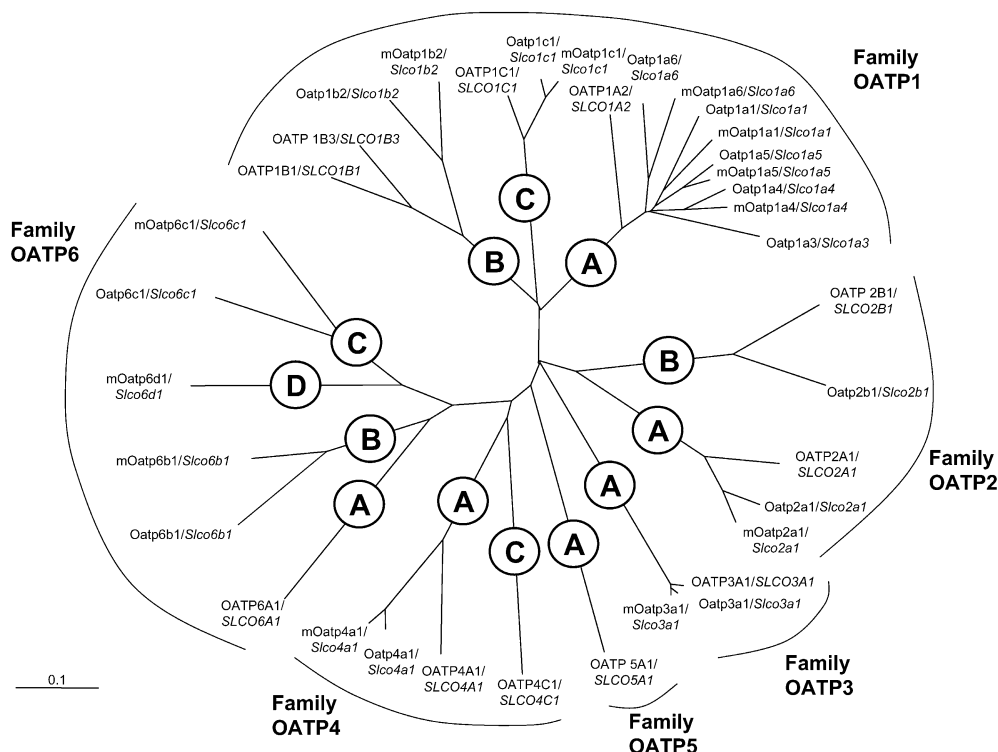 Family
OATP1
Oatp1c1/
Slco1c1
mOatp1c1/
Slco1c1
mOatp1b2/
Slco1b2
OATP1C1/
SLCO1C1
Oatp1a6/
Slco1a6
OATP1A2/
SLCO1A2
mOatp1a6/Slco1a6
Oatp1b2/Slco1b2
Oatp1a1/Slco1a1
mOatp1a1/Slco1a1
OATP 1B3/SLCO1B3
Oatp1a5/Slco1a5
OATP1B1/SLCO1B1
mOatp1a5/Slco1a5
Oatp1a4/Slco1a4
mOatp1a4/Slco1a4
Oatp1a3/Slco1a3
C
B
A
Family
OATP6
mOatp6c1/Slco6c1
Oatp6c1/Slco6c1
C
D
mOatp6d1/
Slco6d1
B
mOatp6b1/Slco6b1
A
Oatp6b1/Slco6b1
OATP6A1/
SLCO6A1
OATP 2B1/
SLCO2B1
B
Oatp2b1/Slco2b1
A
OATP2A1/
SLCO2A1
Oatp2a1/Slco2a1
mOatp2a1/
Slco2a1
Family
OATP2
A
OATP3A1/SLCO3A1
mOatp3a1/
Slco3a1
Oatp3a1/Slco3a1
Family
OATP3
A
OATP 5A1/
SLCO5A1
Family
OATP5
A
C
mOatp4a1/
Slco4a1
Oatp4a1/
Slco4a1
OATP4A1/
SLCO4A1
OATP4C1/
SLCO4C1
Family
OATP4
0.1